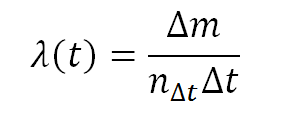 λ(t) = Δm / (n_Δt Δt)